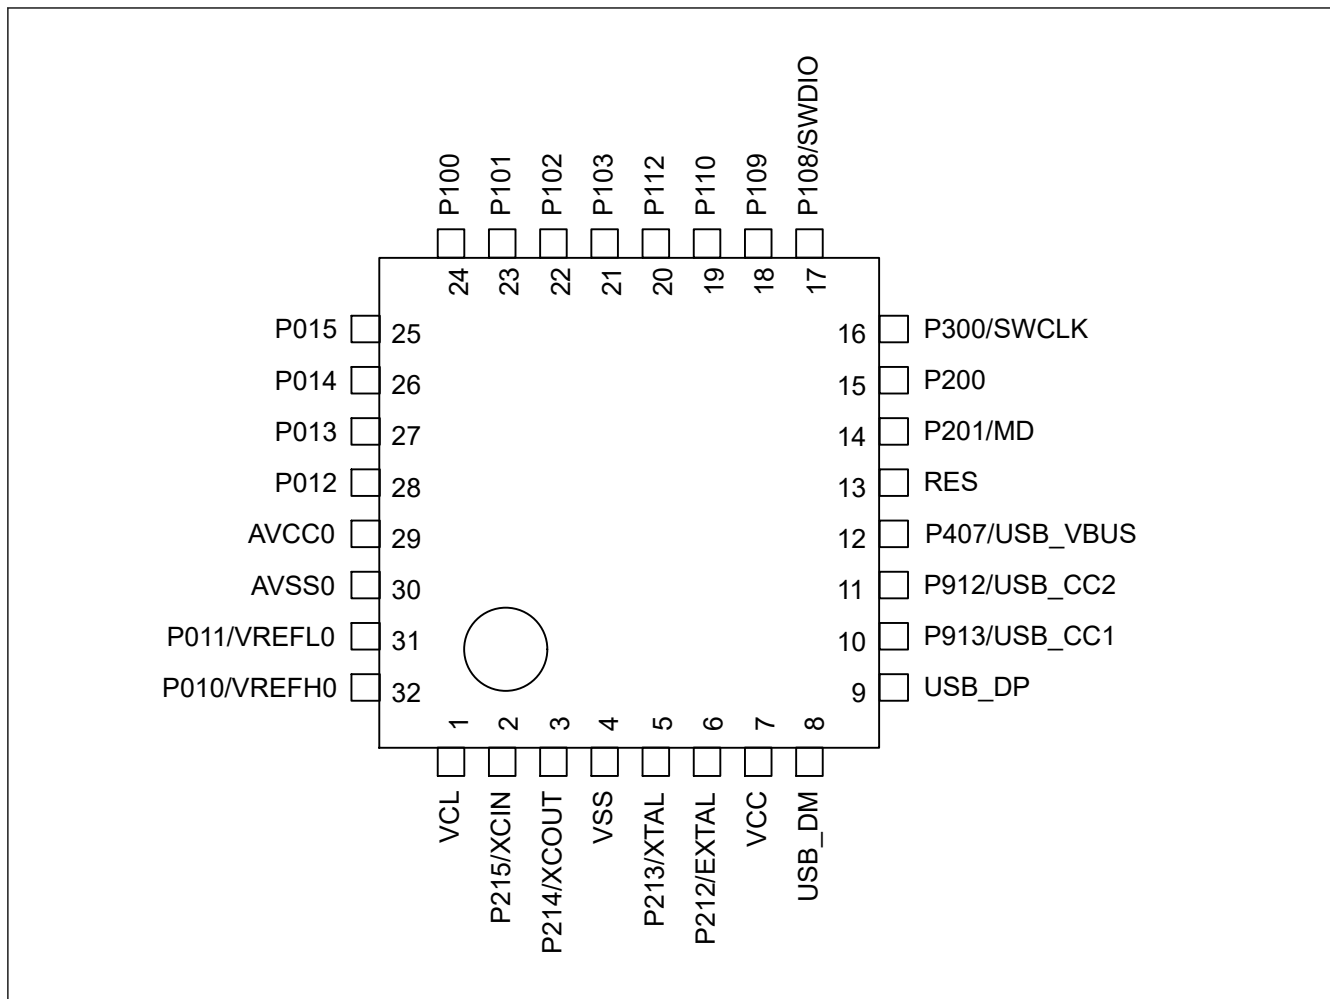 P100
P101
P102
P103
P112
P110
P109
P108/SWDIO
24
23
22
21
20
19
18
17
P015 25
P014 26
P013 27
P012 28
AVCC0 29
AVSS0 30
P011/VREFL0 31
P010/VREFH0 32
16 P300/SWCLK
15 P200
14 P201/MD
13 RES
12 P407/USB_VBUS
11 P912/USB_CC2
10 P913/USB_CC1
9 USB_DP
1
2
3
4
5
6
7
8
VCL
P215/XCIN
P214/XCOUT
VSS
P213/XTAL
P212/EXTAL
VCC
USB_DM